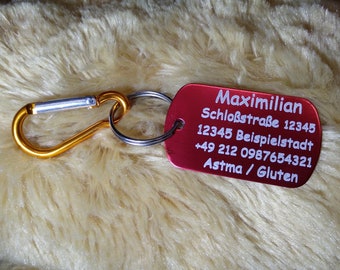 Maximilian
Schloßstraße 12345
12345 Beispielstadt
+49 212 0987654321
Astma / Gluten